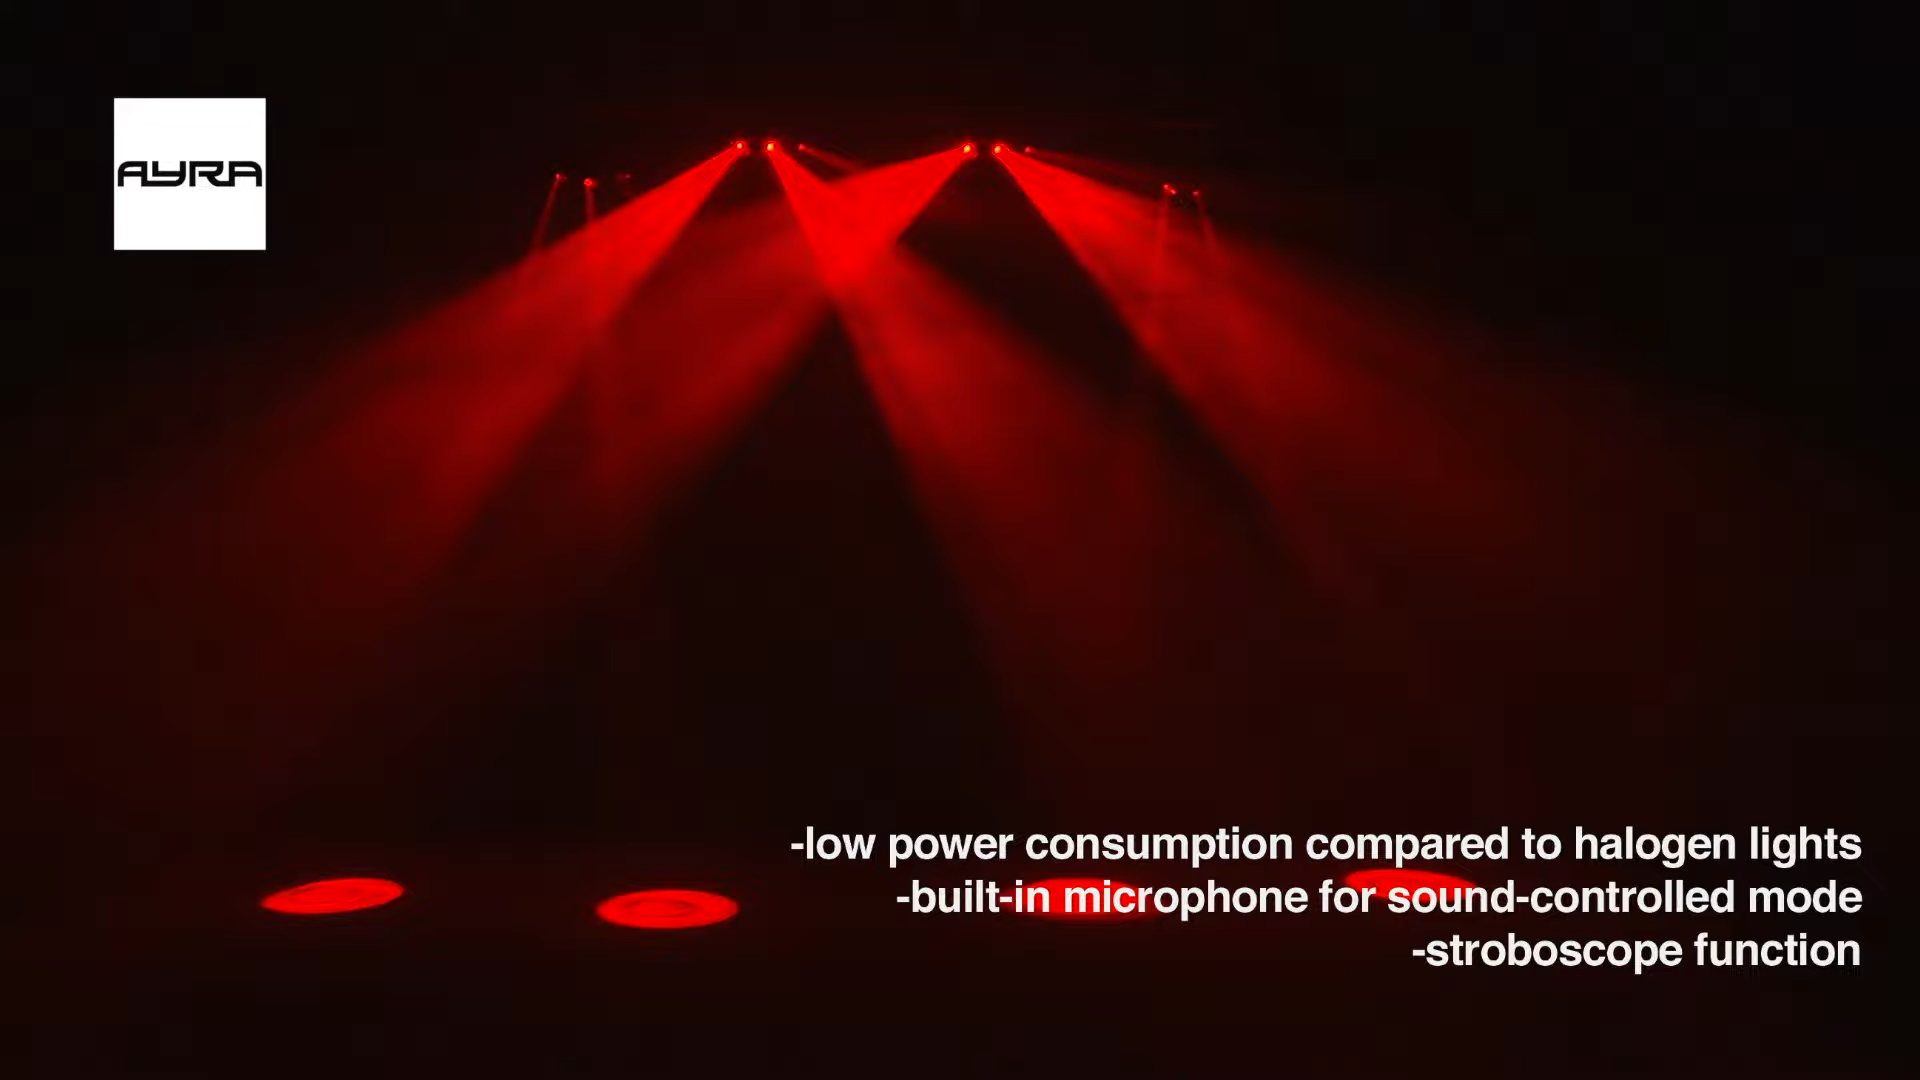 AYRA
-low power consumption compared to halogen lights
-built-in microphone for sound-controlled mode
-stroboscope function